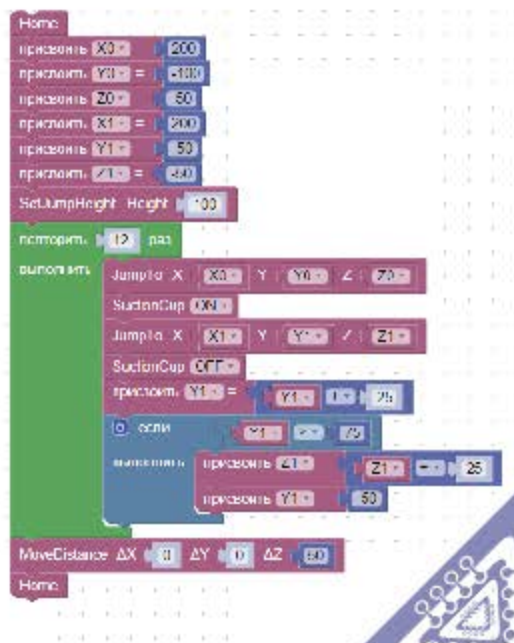 Home
присвоить X0 = 200
присвоить Y0 = -100
присвоить Z0 = 50
присвоить X1 = 200
присвоить Y1 = 50
присвоить Z1 =
SetJumpHeight Height 100
повторить 12 раз
выполнить
JumpTo X X0 Y Y0 Z Z0
SuctionCup ON
JumpTo X X1 Y Y1 Z Z1
SuctionCup OFF
присвоить Y1 = Y1 + 25
если Y1 75
выполнить присвоить Z1 Z1 25
присвоить Y1 50
MoveDistance ΔX 0 ΔY 0 ΔZ
Home